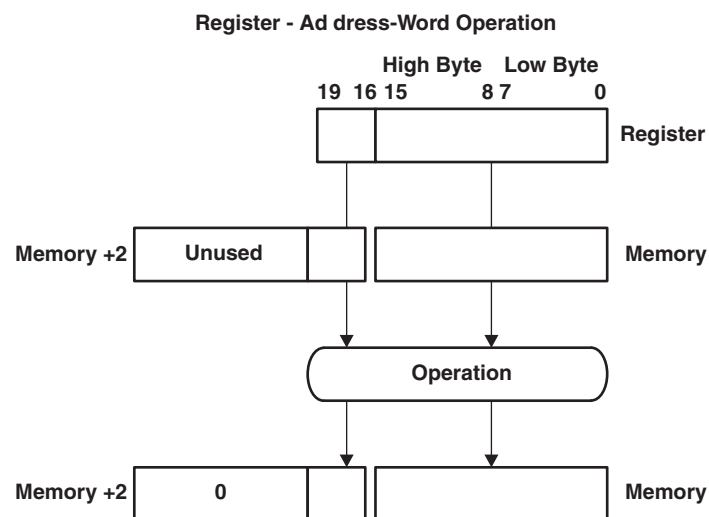 Register - Ad dress-Word Operation
High Byte Low Byte
19 16 15 8 7 0
Register
Memory +2 Unused Memory
Operation
Memory +2 0 Memory